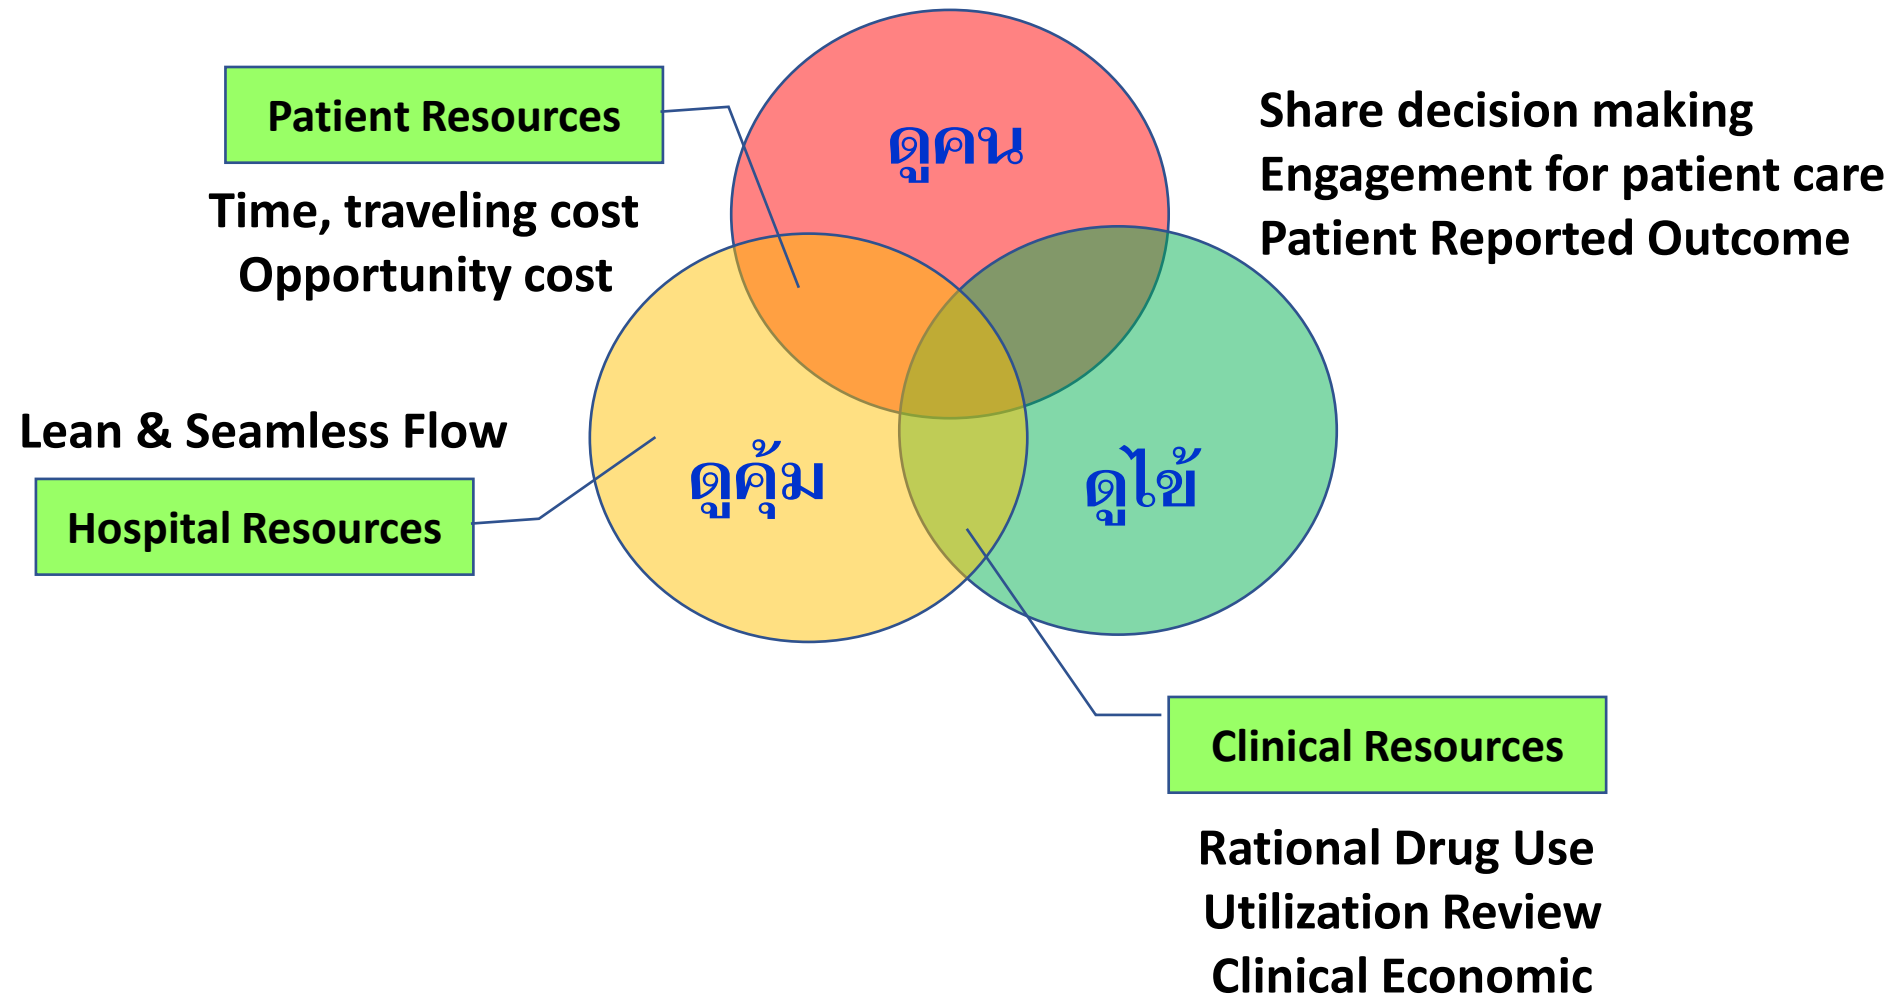 Patient Resources
Time, traveling cost
Opportunity cost
ดูคน
Share decision making
Engagement for patient care
Patient Reported Outcome
Lean & Seamless Flow
Hospital Resources
ดูคุ้ม
ดูไข้
Clinical Resources
Rational Drug Use
Utilization Review
Clinical Economic